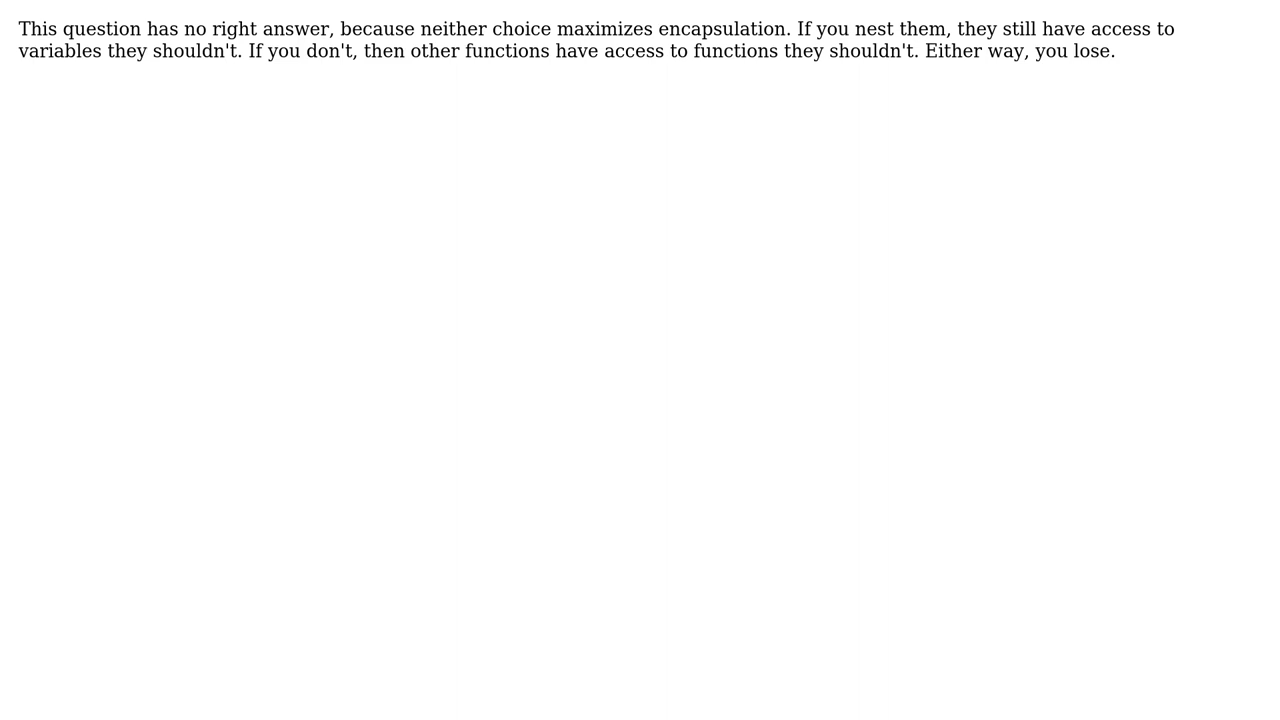 This question has no right answer, because neither choice maximizes encapsulation. If you nest them, they still have access to
variables they shouldn't. If you don't, then other functions have access to functions they shouldn't. Either way, you lose.